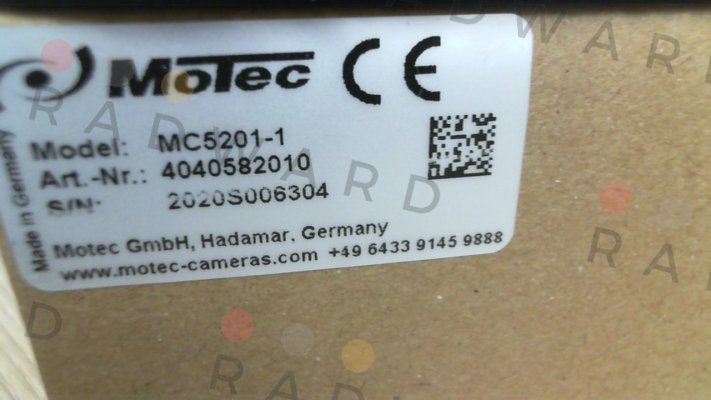 MOTEC CE
Model: MC5201-1
Art.-Nr.: 4040582010
S/N: 2020S006304
Motec GmbH, Hadamar, Germany
www.motec-cameras.com +49 6433 9145 9888
Made in Germany
RADWARD
RADWARD
RA
D
RADWARD